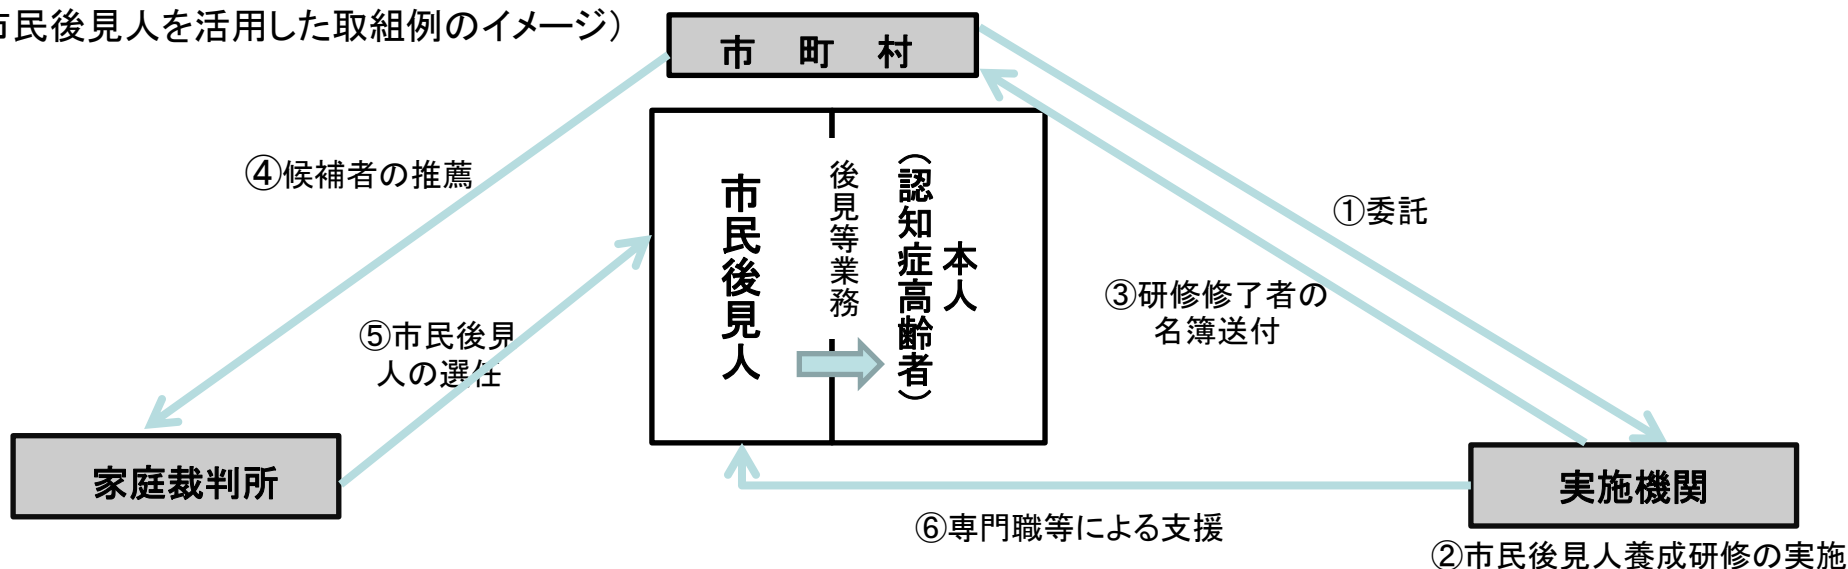 市民後見人を活用した取組例のイメージ）
市 町 村
④候補者の推薦
①委託
市民後見人
後見等業務
本人
（認知症高齢者）
③研修修了者の
名簿送付
⑤市民後見
人の選任
家庭裁判所
実施機関
⑥専門職等による支援
②市民後見人養成研修の実施